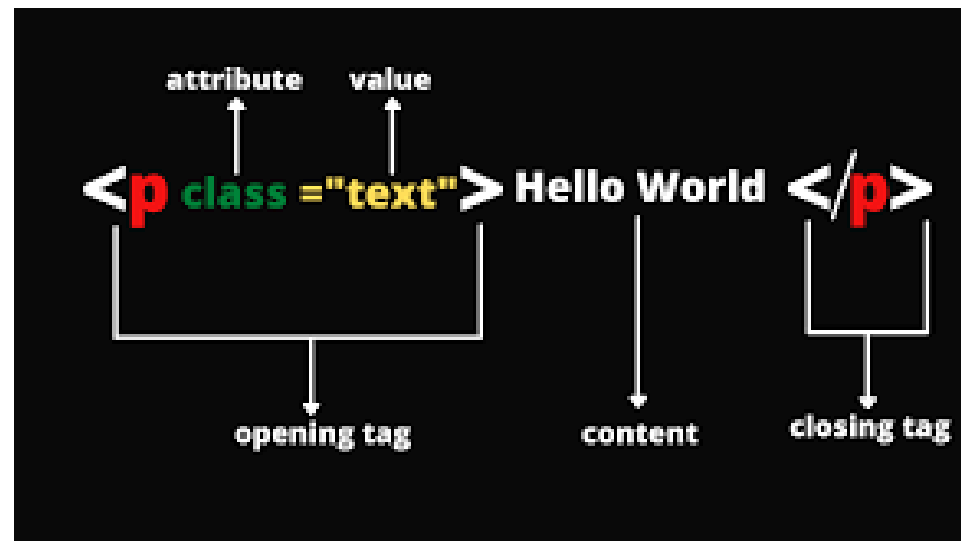 attribute value
<p class ="text"> Hello World </p>
opening tag content closing tag